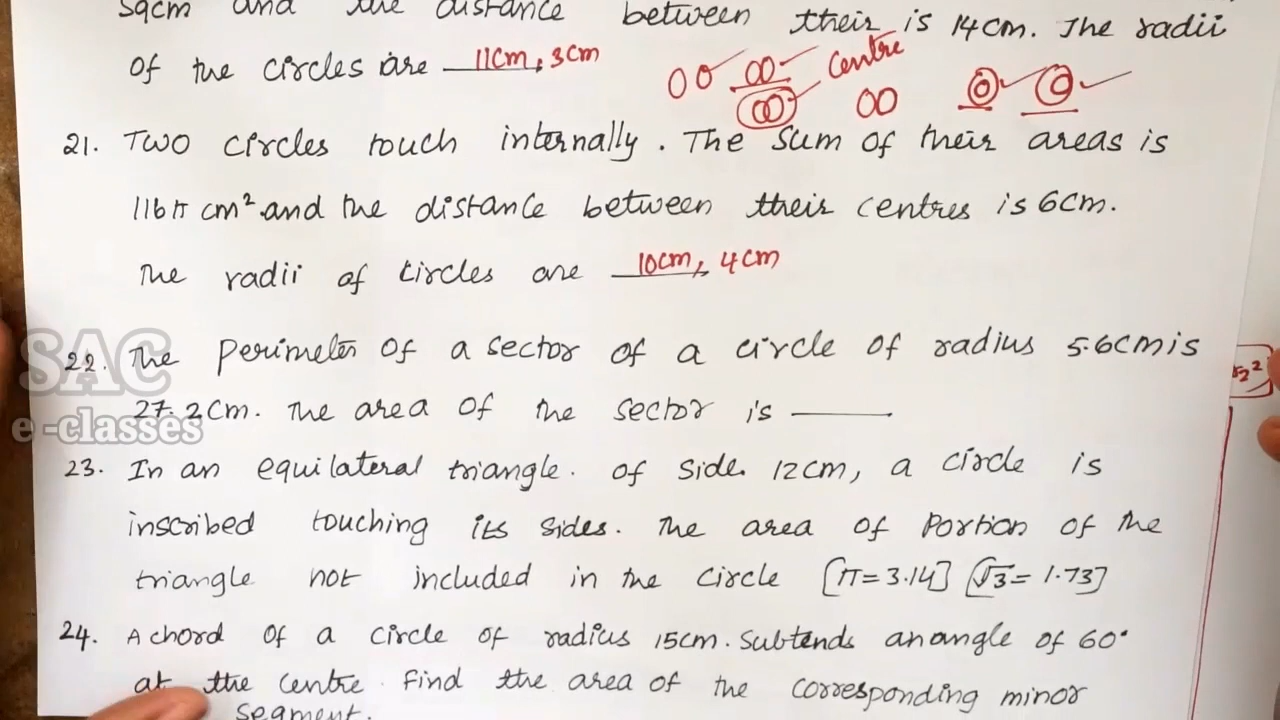 sqcm and the distance between their is 14cm. The radii
of the circles are 11cm, 3cm
centre
21. Two circles touch internally. The sum of their areas is
116π cm². and the distance between their centres is 6cm.
The radii of circles are 10cm, 4cm
22. The perimeter of a sector of a circle of radius 5.6cm is
27.2cm. The area of the sector is ———
23. In an equilateral triangle. of side. 12cm, a circle is
inscribed touching its sides. The area of Portion of the
triangle not included in the circle [π=3.14] [√3=1.73]
24. A chord of a circle of radius 15cm. subtends an angle of 60°
at the centre. Find the area of the corresponding minor
segment.
SAC
e-classes